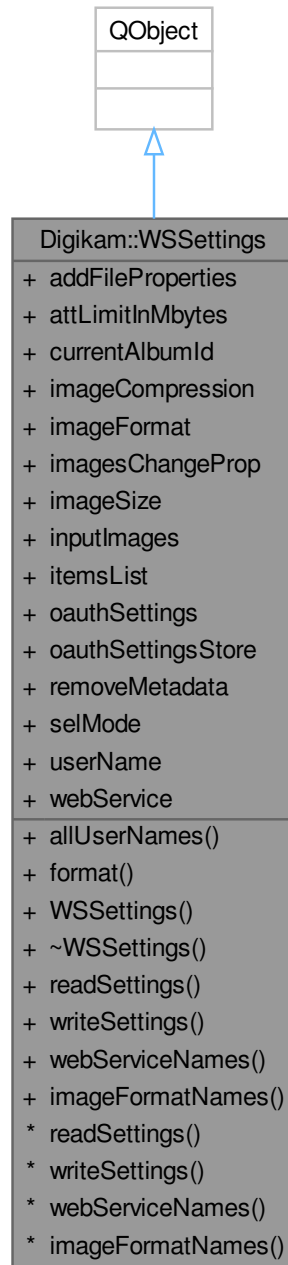 QObject
Digikam::WSSettings
+ addFileProperties
+ attLimitInMbytes
+ currentAlbumId
+ imageCompression
+ imageFormat
+ imagesChangeProp
+ imageSize
+ inputImages
+ itemsList
+ oauthSettings
+ oauthSettingsStore
+ removeMetadata
+ selMode
+ userName
+ webService
+ allUserNames()
+ format()
+ WSSettings()
+ ~WSSettings()
+ readSettings()
+ writeSettings()
+ webServiceNames()
+ imageFormatNames()
* readSettings()
* writeSettings()
* webServiceNames()
* imageFormatNames()